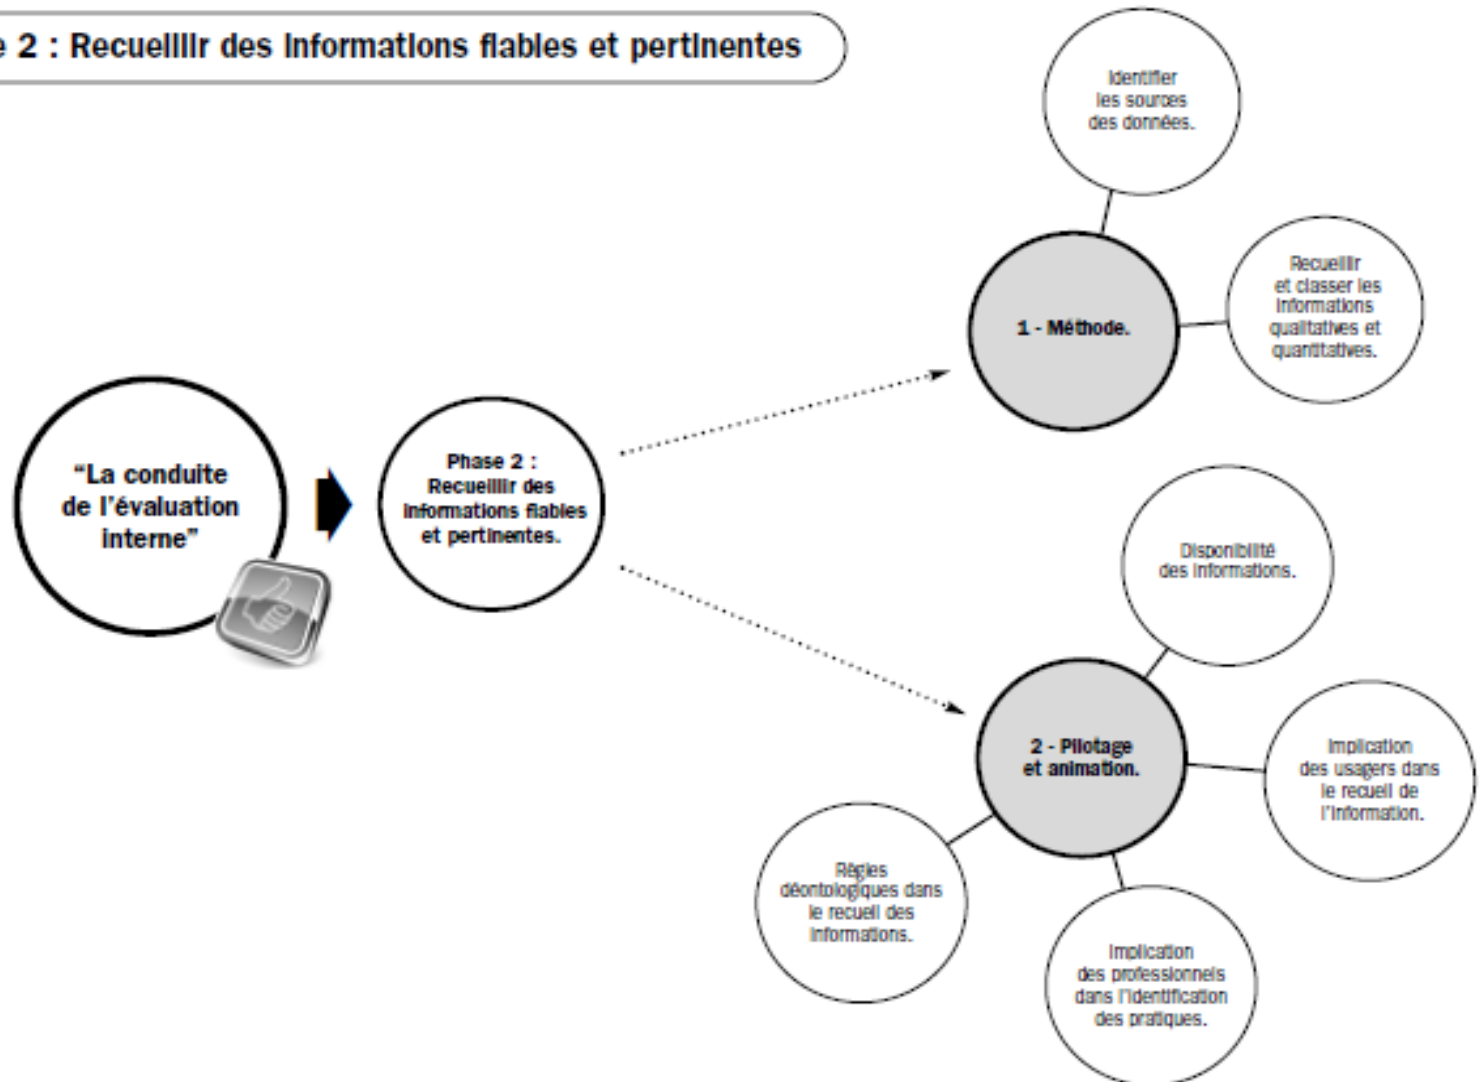 e 2 : Recueillir des informations fiables et pertinentes
Identifier
les sources
des données.
Recueillir
et classer les
informations
qualitatives et
quantitatives.
1 - Méthode.
"La conduite
de l'évaluation
interne"
Phase 2 :
Recueillir des
informations fiables
et pertinentes.
Disponibilité
des informations.
2 - Pilotage
et animation.
Implication
des usagers dans
le recueil de
l'information.
Règles
déontologiques dans
le recueil des
informations.
Implication
des professionnels
dans l'identification
des pratiques.